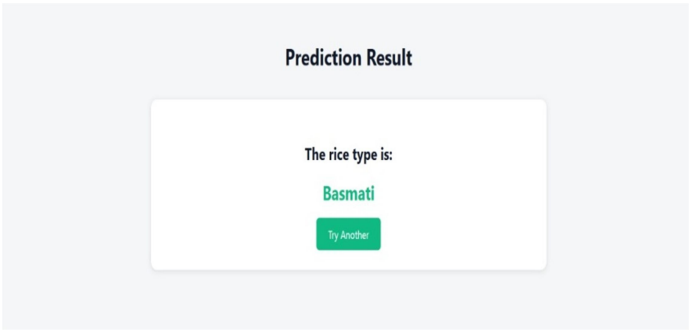 Prediction Result
The rice type is:
Basmati
Try Another